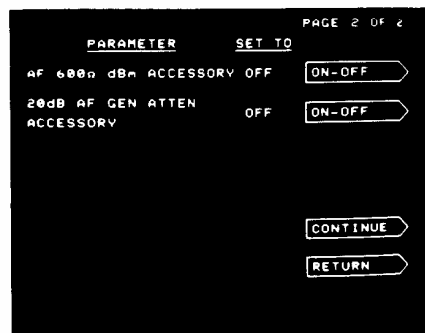 PAGE 2 OF 2
PARAMETER SET TO
AF 600Ω dBm ACCESSORY OFF ON-OFF
20dB AF GEN ATTEN
ACCESSORY OFF ON-OFF
CONTINUE
RETURN